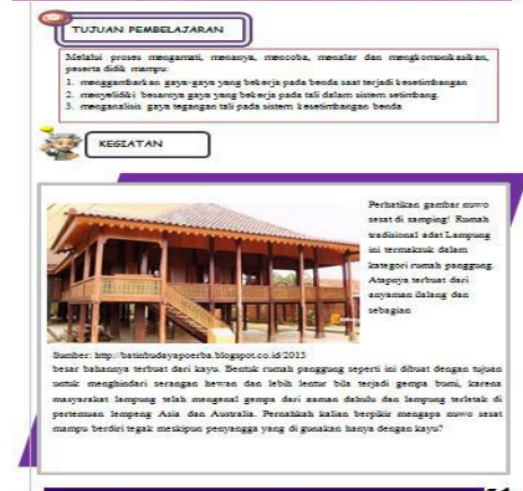 TUJUAN PEMBELAJARAN
Melalui proses mengamati, menanya, mencoba, menalar dan mengkomunikasikan,
peserta didik mampu:
1. menggambarkan gaya-gaya yang bekerja pada benda saat terjadi kesetimbangan
2. menyelidiki besarnya gaya yang bekerja pada tali dalam sistem setimbang.
3. menganalisis gaya tegangan tali pada sistem kesetimbangan benda
KEGIATAN
Perhatikan gambar nuwo
sesat di samping! Rumah
tradisional adat Lampung
ini termaksuk dalam
kategori rumah panggung.
Atapnya terbuat dari
anyaman ilalang dan
sebagian
Sumber: http://batinbudayapoerba.blogspot.co.id/2013
besar bahannya terbuat dari kayu. Bentuk rumah panggung seperti ini dibuat dengan tujuan
untuk menghindari serangan hewan dan lebih lentur bila terjadi gempa bumi, karena
masyarakat lampung telah mengenal gempa dari zaman dahulu dan lampung terletak di
pertemuan lempeng Asia dan Australia. Pernahkah kalian berpikir mengapa nuwo sesat
mampu berdiri tegak meskipun penyangga yang di gunakan hanya dengan kayu?